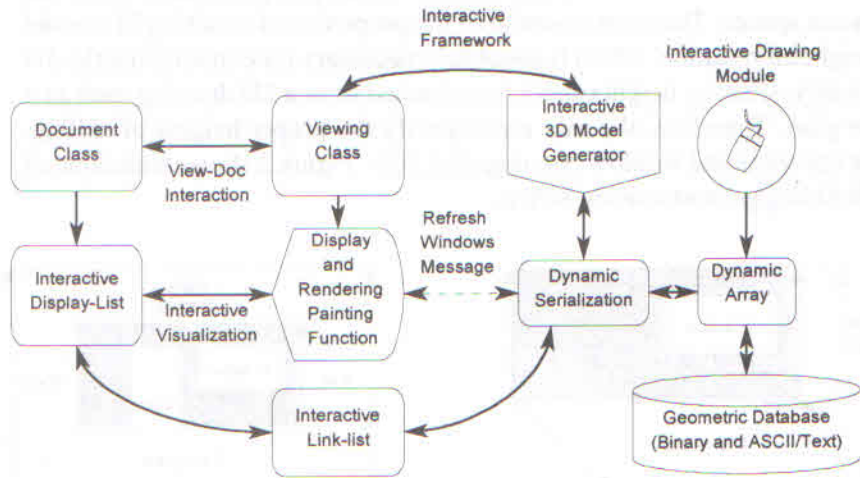 Interactive
Framework
Interactive Drawing
Module
Document
Class
Viewing
Class
Interactive
3D Model
Generator
View-Doc
Interaction
Interactive
Display-List
Display
and
Rendering
Painting
Function
Refresh
Windows
Message
Dynamic
Serialization
Dynamic
Array
Interactive
Visualization
Interactive
Link-list
Geometric Database
(Binary and ASCII/Text)